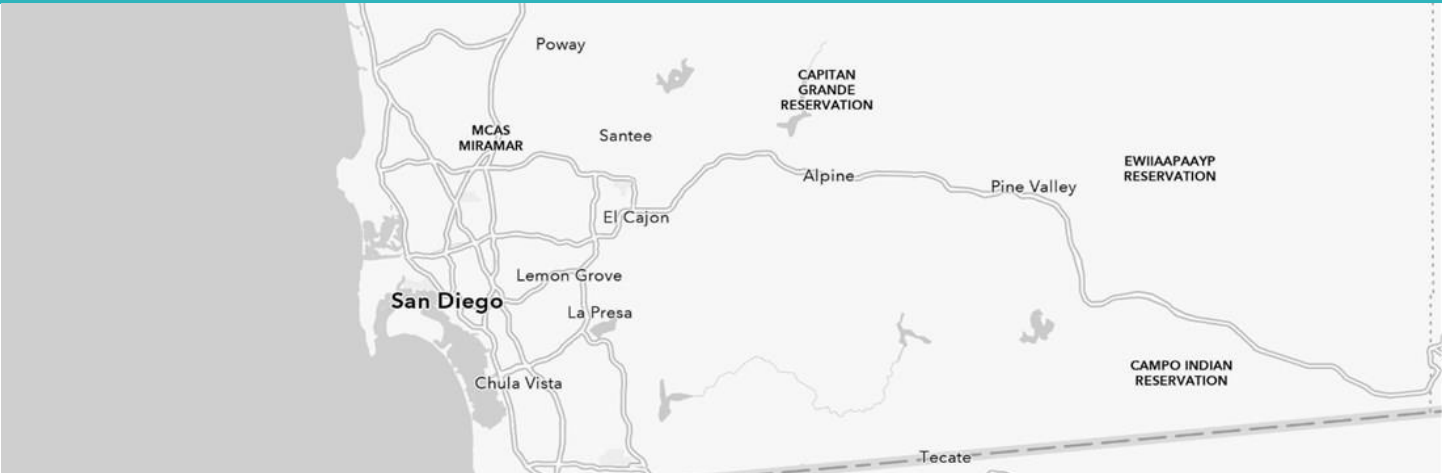 Poway
CAPITAN
GRANDE
RESERVATION
MCAS
MIRAMAR
Santee
EWIIAAPAAYP
RESERVATION
Alpine
Pine Valley
El Cajon
Lemon Grove
San Diego
La Presa
CAMPO INDIAN
RESERVATION
Chula Vista
Tecate